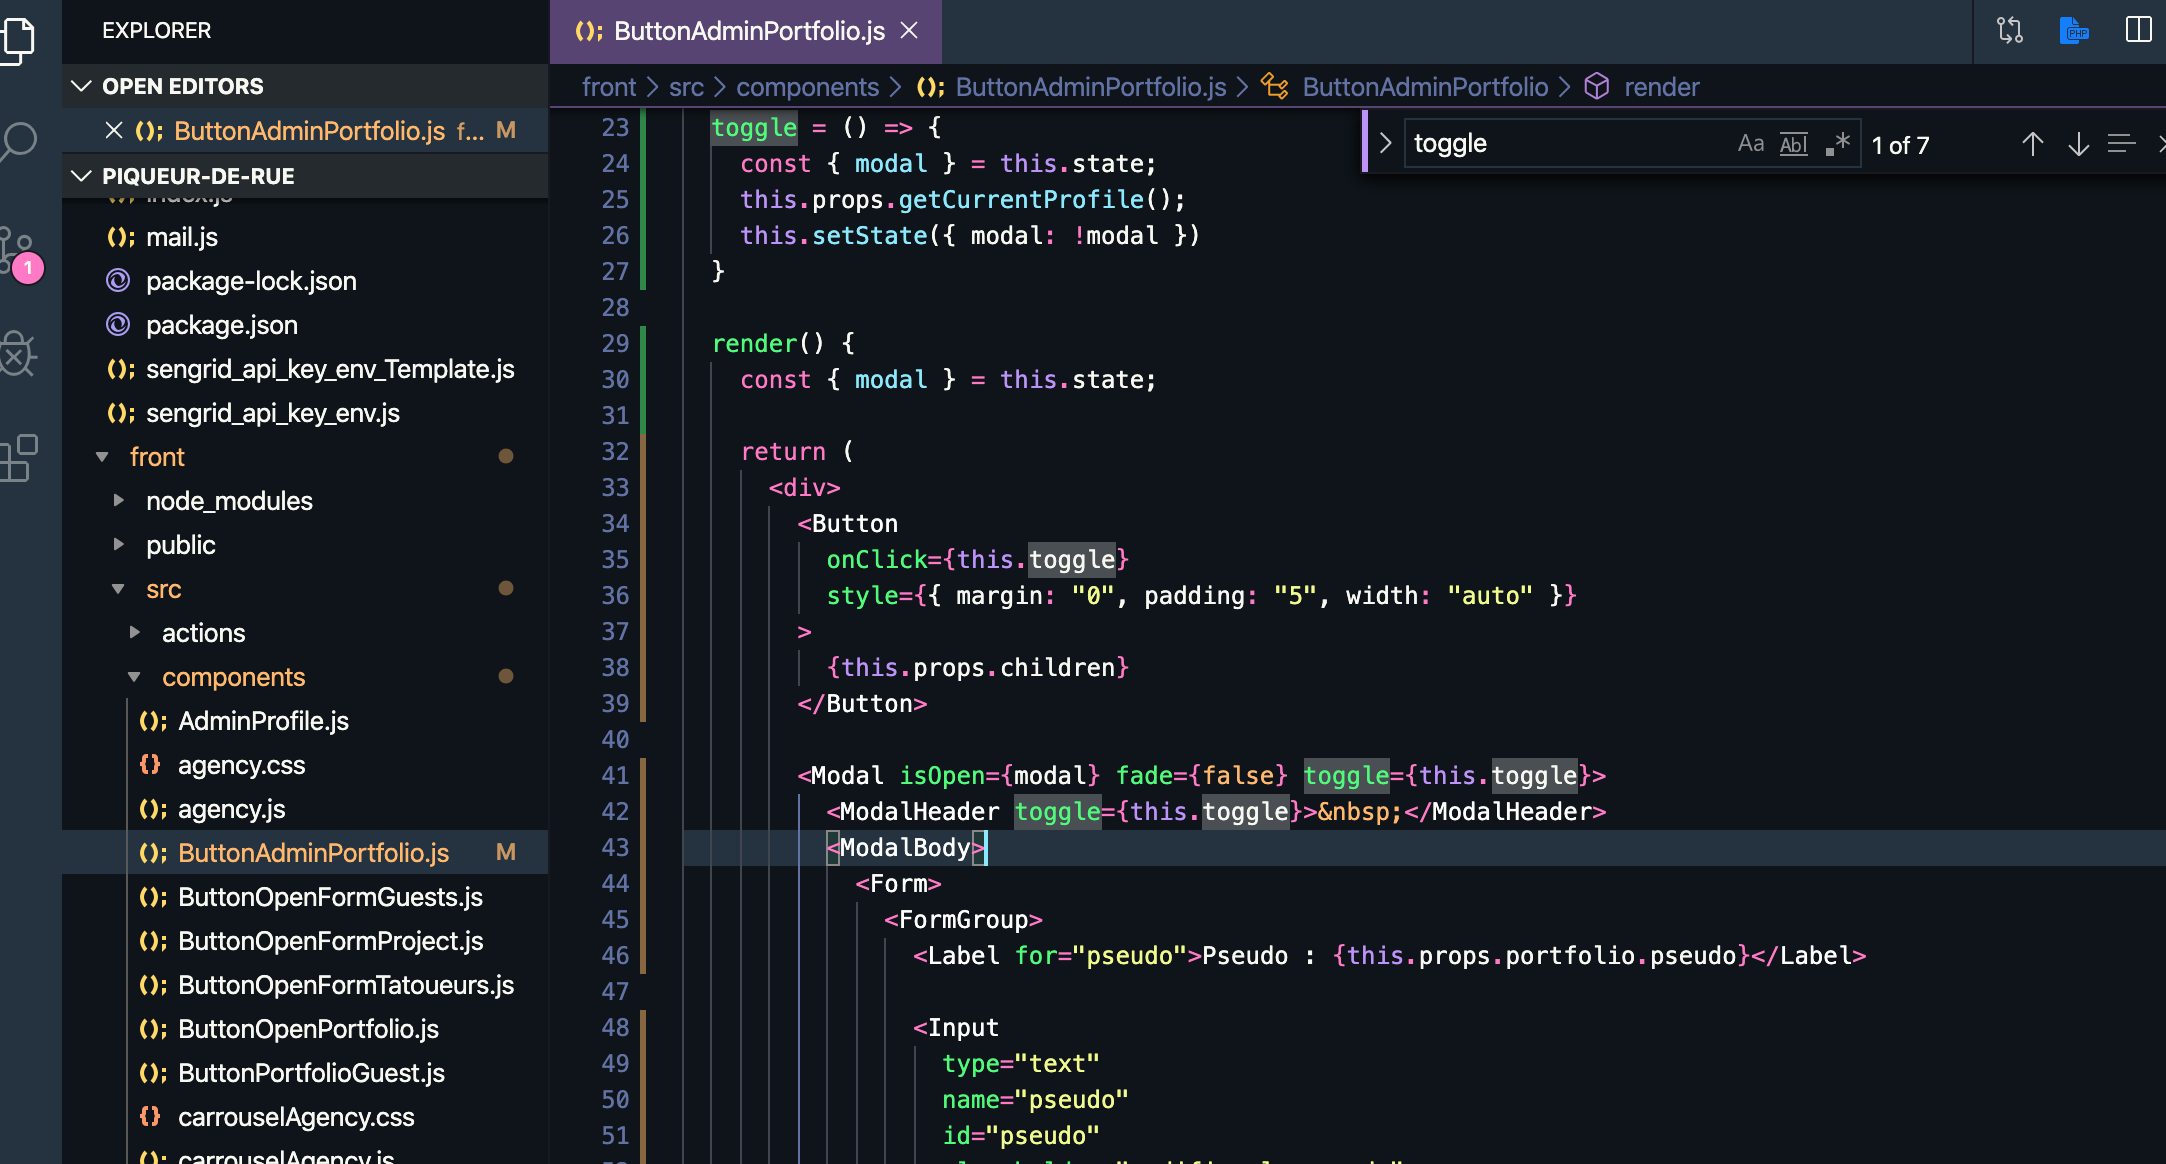 EXPLORER
OPEN EDITORS
ButtonAdminPortfolio.js f... M
PIQUEUR-DE-RUE
index.js
mail.js
package-lock.json
package.json
sengrid_api_key_env_Template.js
sengrid_api_key_env.js
front
node_modules
public
src
actions
components
AdminProfile.js
agency.css
agency.js
ButtonAdminPortfolio.js M
ButtonOpenFormGuests.js
ButtonOpenFormProject.js
ButtonOpenFormTatoueurs.js
ButtonOpenPortfolio.js
ButtonPortfolioGuest.js
carrouselAgency.css
carrouselAgency.js
1
ButtonAdminPortfolio.js
PHP
front > src > components > ButtonAdminPortfolio.js > ButtonAdminPortfolio > render
toggle Aa Abl .* 1 of 7
23 toggle = () => {
24 const { modal } = this.state;
25 this.props.getCurrentProfile();
26 this.setState({ modal: !modal })
27 }
28
29 render() {
30 const { modal } = this.state;
31
32 return (
33 <div>
34 <Button
35 onClick={this.toggle}
36 style={{ margin: "0", padding: "5", width: "auto" }}
37 >
38 {this.props.children}
39 </Button>
40
41 <Modal isOpen={modal} fade={false} toggle={this.toggle}>
42 <ModalHeader toggle={this.toggle}>&nbsp;</ModalHeader>
43 <ModalBody>
44 <Form>
45 <FormGroup>
46 <Label for="pseudo">Pseudo : {this.props.portfolio.pseudo}</Label>
47
48 <Input
49 type="text"
50 name="pseudo"
51 id="pseudo"